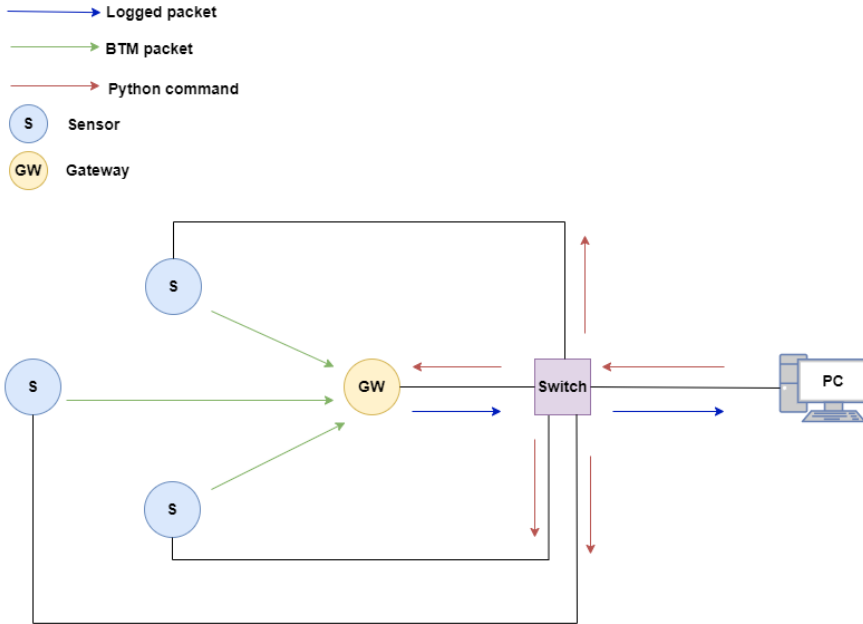 Logged packet
BTM packet
Python command
S
Sensor
GW
Gateway
S
S
GW
Switch
PC
S